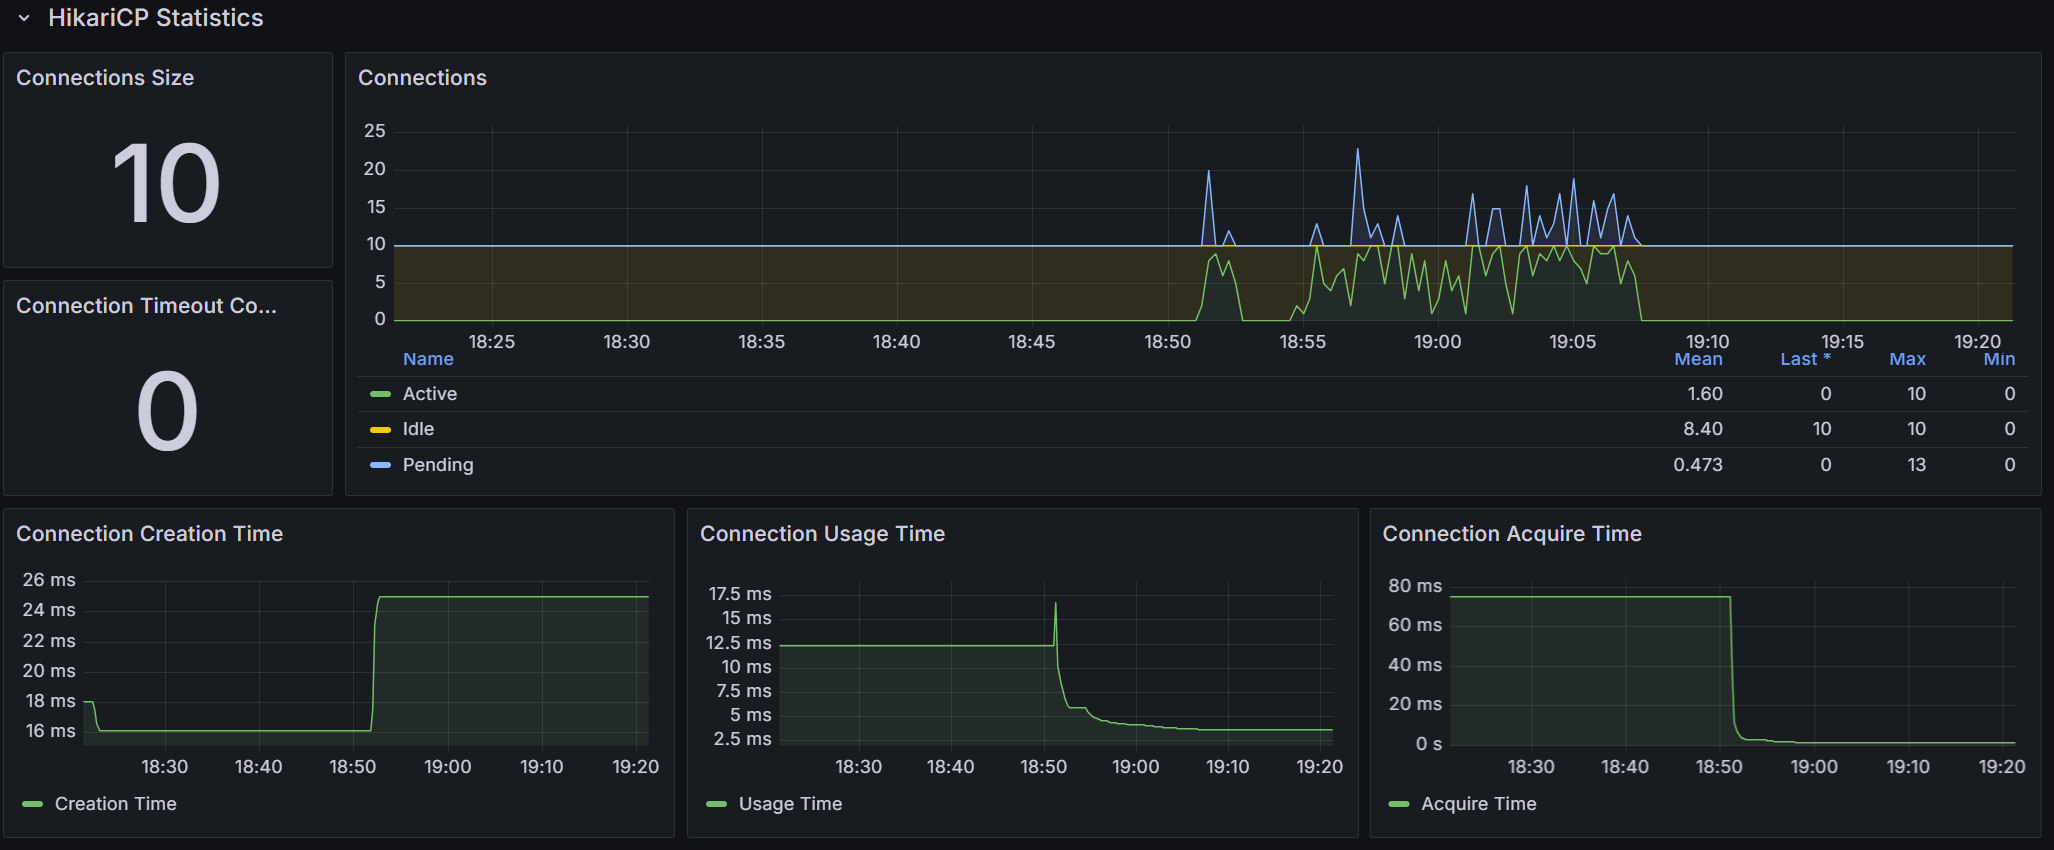 HikariCP Statistics
Connections Size
10
Connection Timeout Co...
0
Connections
25
20
15
10
5
0
18:25 18:30 18:35 18:40 18:45 18:50 18:55 19:00 19:05 19:10 19:15 19:20
Name Mean Last * Max Min
Active 1.60 0 10 0
Idle 8.40 10 10 0
Pending 0.473 0 13 0
Connection Creation Time
26 ms
24 ms
22 ms
20 ms
18 ms
16 ms
18:30 18:40 18:50 19:00 19:10 19:20
Creation Time
Connection Usage Time
17.5 ms
15 ms
12.5 ms
10 ms
7.5 ms
5 ms
2.5 ms
18:30 18:40 18:50 19:00 19:10 19:20
Usage Time
Connection Acquire Time
80 ms
60 ms
40 ms
20 ms
0 s
18:30 18:40 18:50 19:00 19:10 19:20
Acquire Time